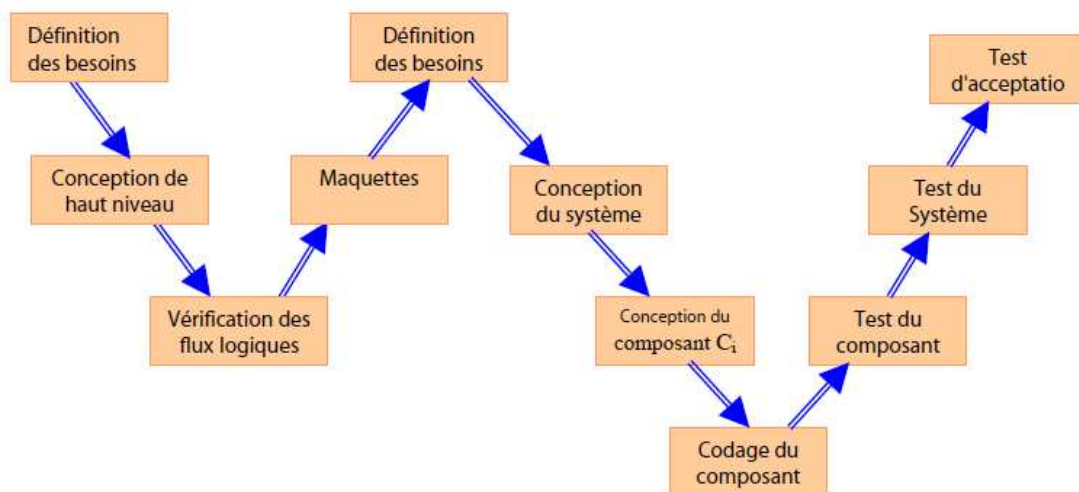 Définition
des besoins
Conception de
haut niveau
Vérification des
flux logiques
Maquettes
Définition
des besoins
Conception
du système
Conception du
composant Cᵢ
Codage du
composant
Test du
composant
Test du
Système
Test
d'acceptatio